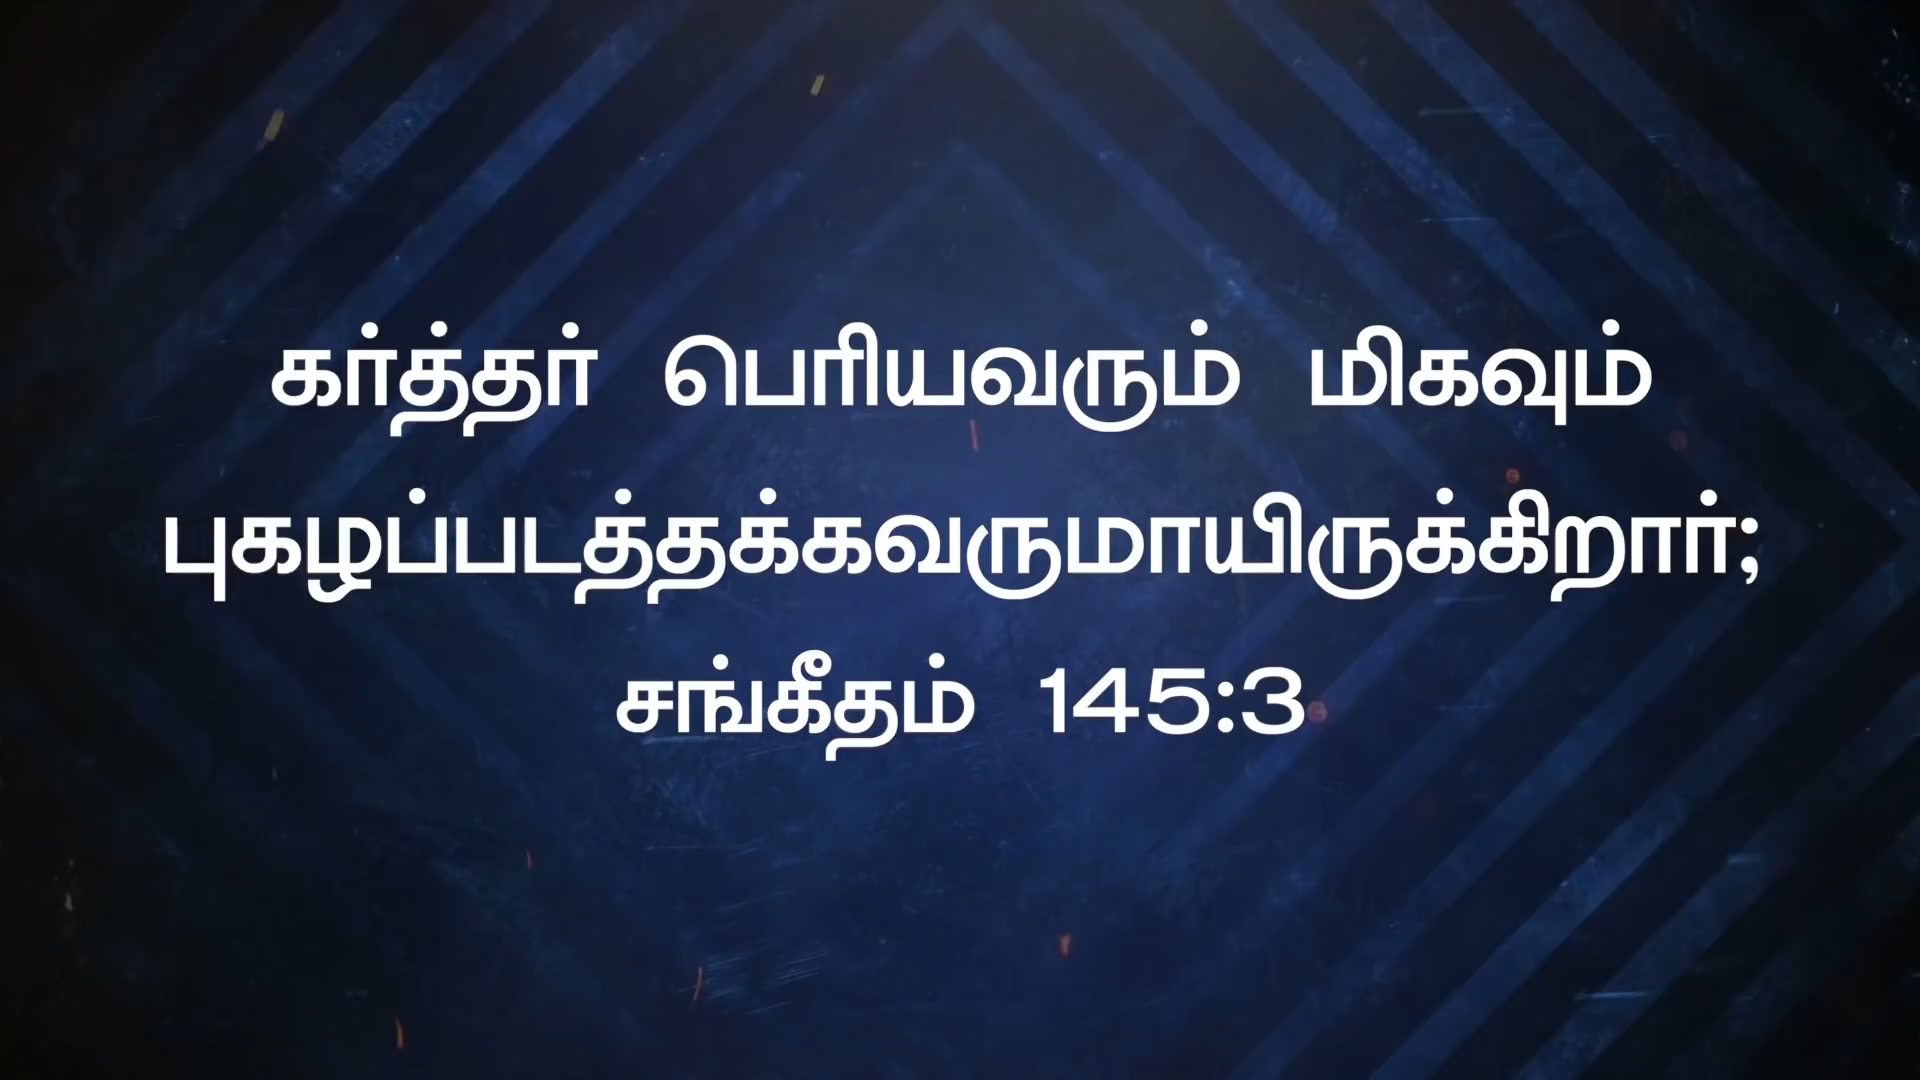 கர்த்தர் பெரியவரும் மிகவும்
புகழப்படத்தக்கவருமாயிருக்கிறார்;
சங்கீதம் 145:3